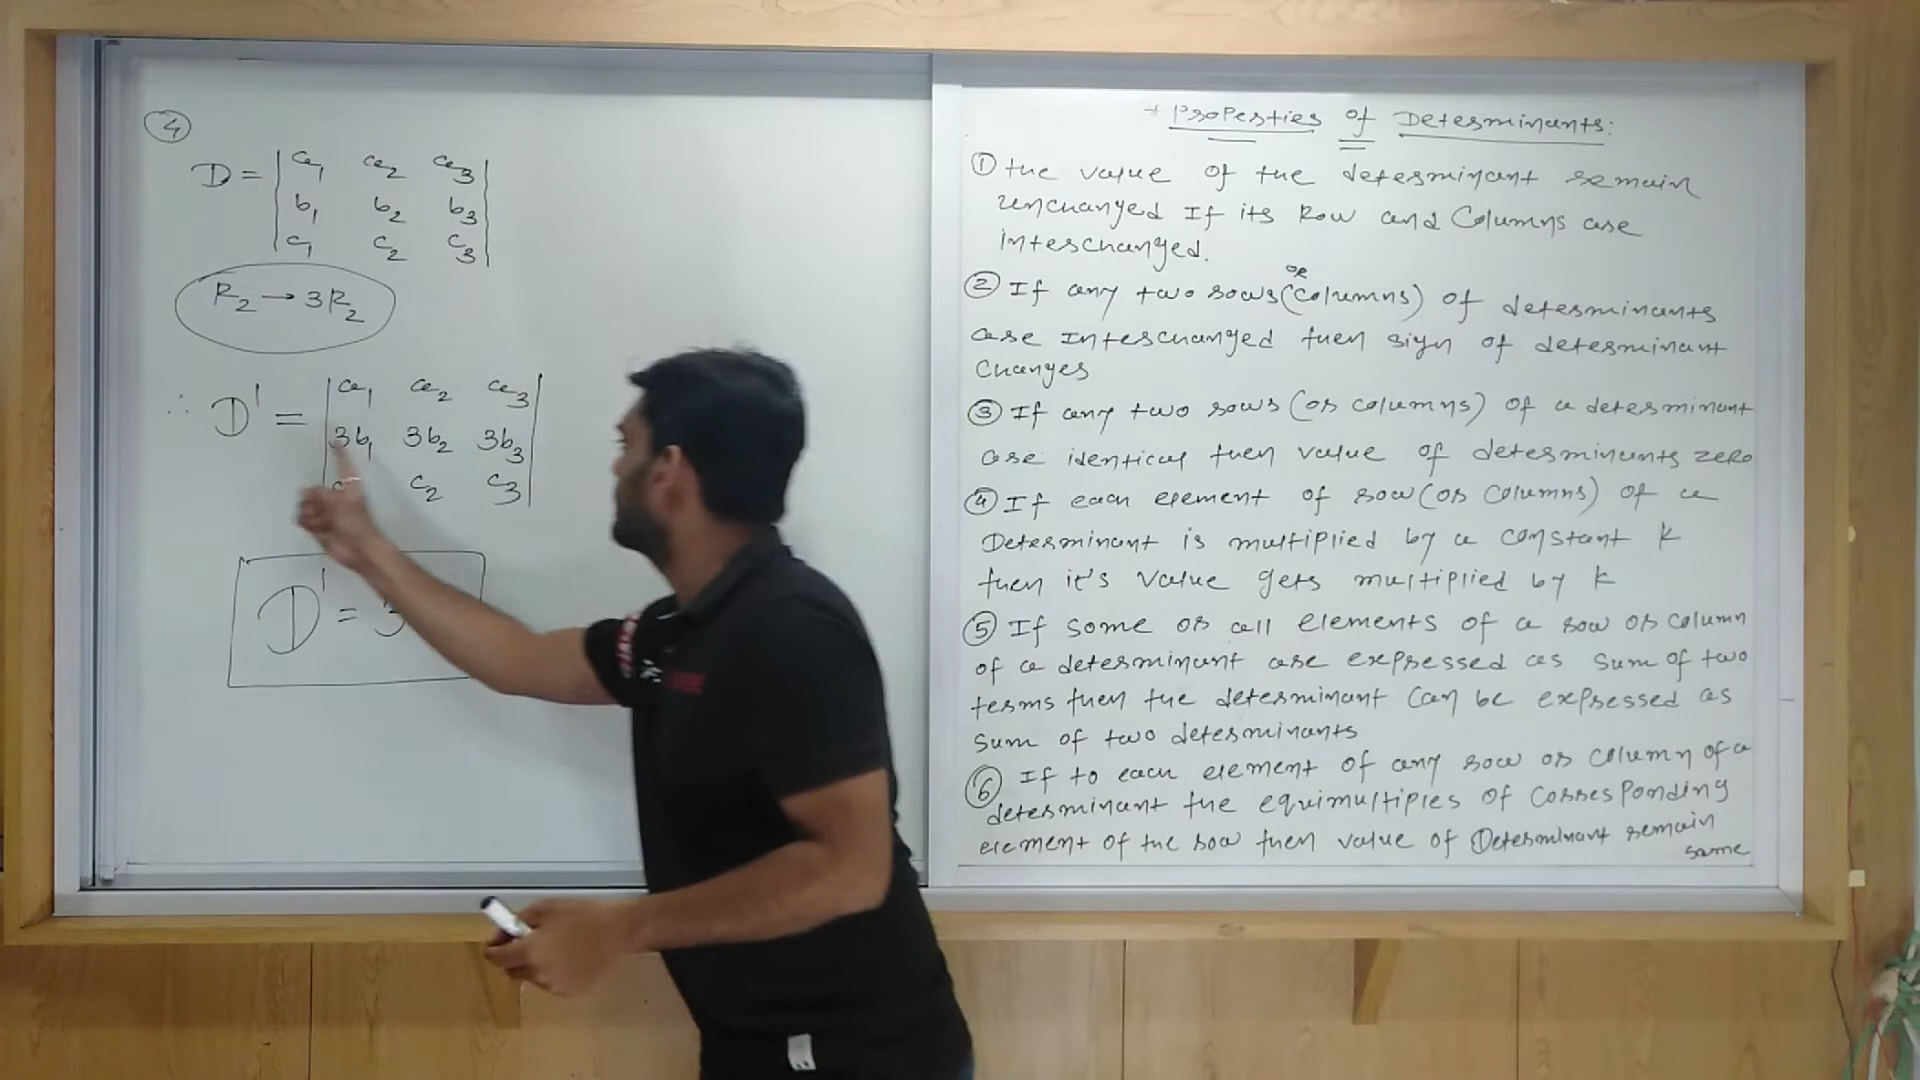 ④
D = | a₁ a₂ a₃ |
| b₁ b₂ b₃ |
| c₁ c₂ c₃ |
R₂ → 3R₂
∴ D' = | a₁ a₂ a₃ |
| 3b₁ 3b₂ 3b₃ |
| c₂ c₃ |
D' = 3
Properties of Determinants:
① the value of the determinant remain
unchanged If its Row and Columns are
interchanged.
or
② If any two rows (columns) of determinants
are Interchanged then sign of determinant
changes
③ If any two rows (or columns) of a determinant
are identical then value of determinants zero
④ If each element of row (or columns) of a
Determinant is multiplied by a constant k
then it's value gets multiplied by k
⑤ If some or all elements of a row or column
of a determinant are expressed as sum of two
terms then the determinant can be expressed as
sum of two determinants
⑥ If to each element of any row or column of a
determinant the equimultiples of corresponding
element of the row then value of Determinant remain
same